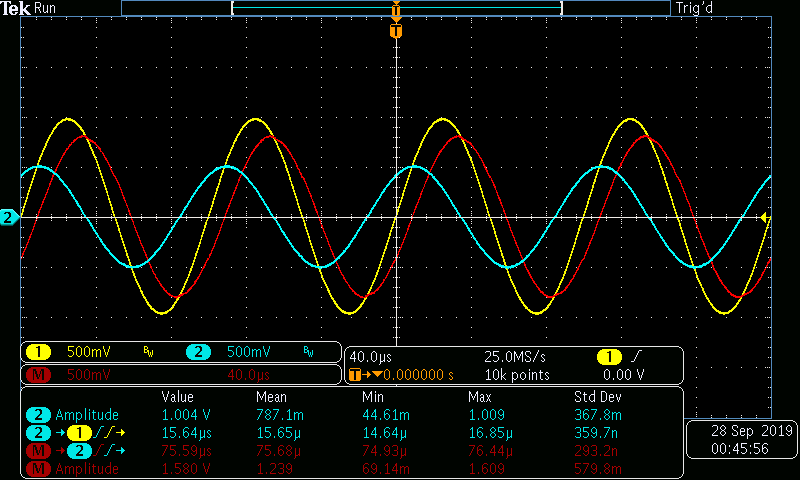 Tek Run Trig'd
T
T
2
1 500mV BW 2 500mV BW
M 500mV 40.0µs
40.0µs 25.0MS/s 1
T→▼0.000000 s 10k points 0.00 V
Value Mean Min Max Std Dev
2 Amplitude 1.004 V 787.1m 44.61m 1.009 367.8m
2 →1 → 15.64µs 15.65µ 14.64µ 16.85µ 359.7n
M →2 → 75.59µs 75.68µ 74.93µ 76.44µ 293.2n
M Amplitude 1.580 V 1.239 69.14m 1.609 579.8m
28 Sep 2019
00:45:56